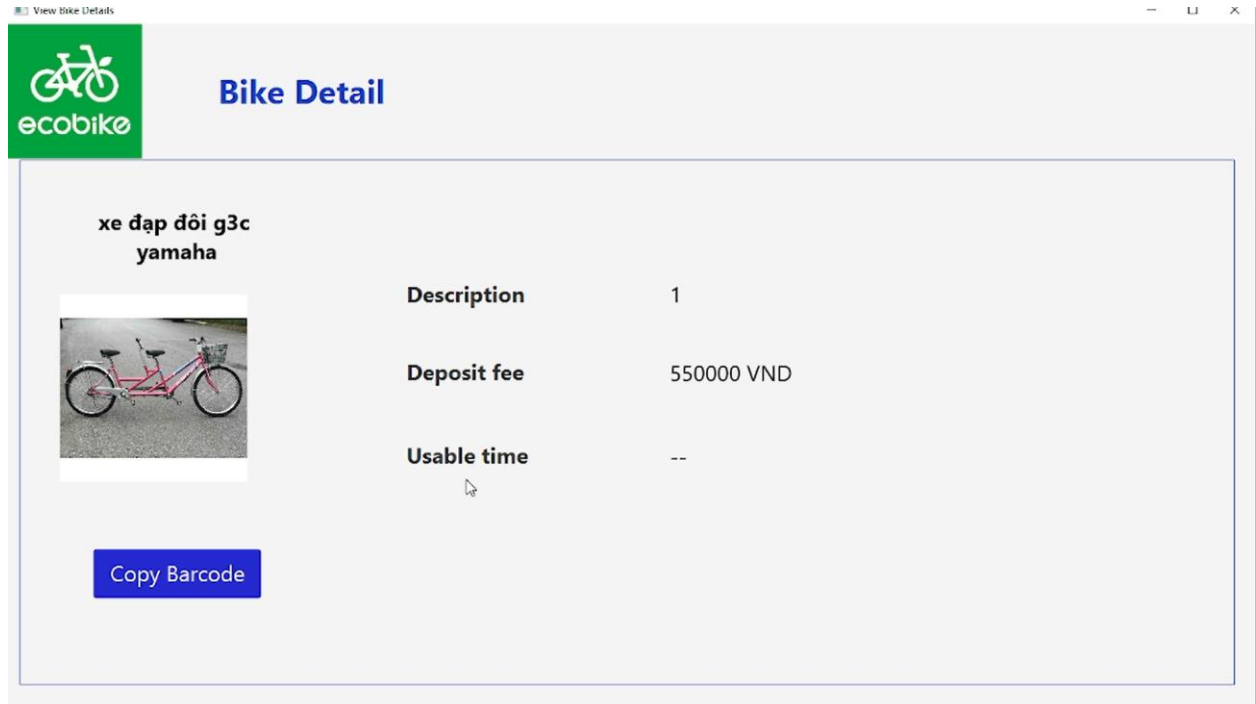 View Bike Details
ecobike
Bike Detail
xe đạp đôi g3c
yamaha
Description 1
Deposit fee 550000 VND
Usable time --
Copy Barcode